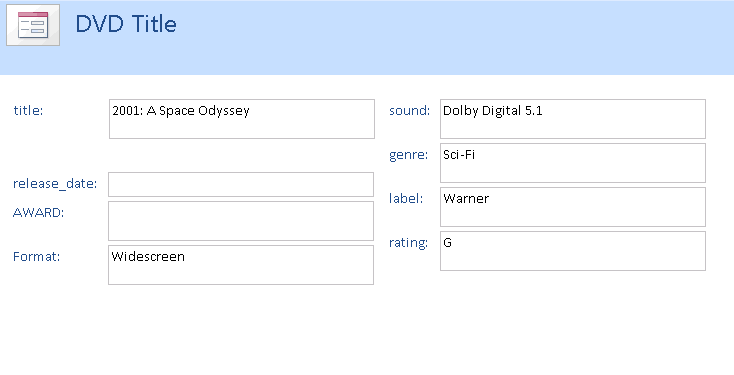 DVD Title
title: 2001: A Space Odyssey
release_date:
AWARD:
Format: Widescreen
sound: Dolby Digital 5.1
genre: Sci-Fi
label: Warner
rating: G